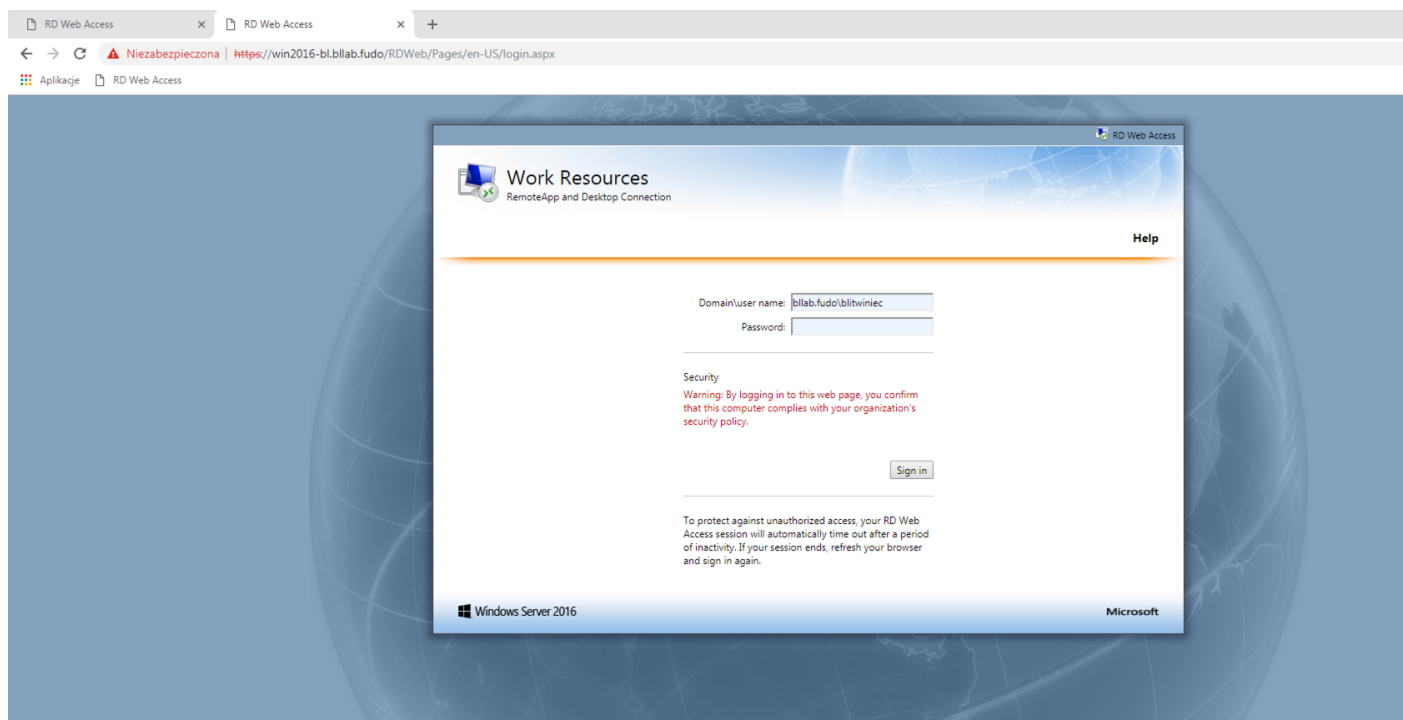 RD Web Access
RD Web Access
Niezabezpieczona | https://win2016-bl.bllab.fudo/RDWeb/Pages/en-US/login.aspx
Aplikacje RD Web Access
RD Web Access
Work Resources
RemoteApp and Desktop Connection
Help
Domain\user name: bllab.fudo\blitwiniec
Password:
Security
Warning: By logging in to this web page, you confirm
that this computer complies with your organization's
security policy.
Sign in
To protect against unauthorized access, your RD Web
Access session will automatically time out after a period
of inactivity. If your session ends, refresh your browser
and sign in again.
Windows Server 2016
Microsoft